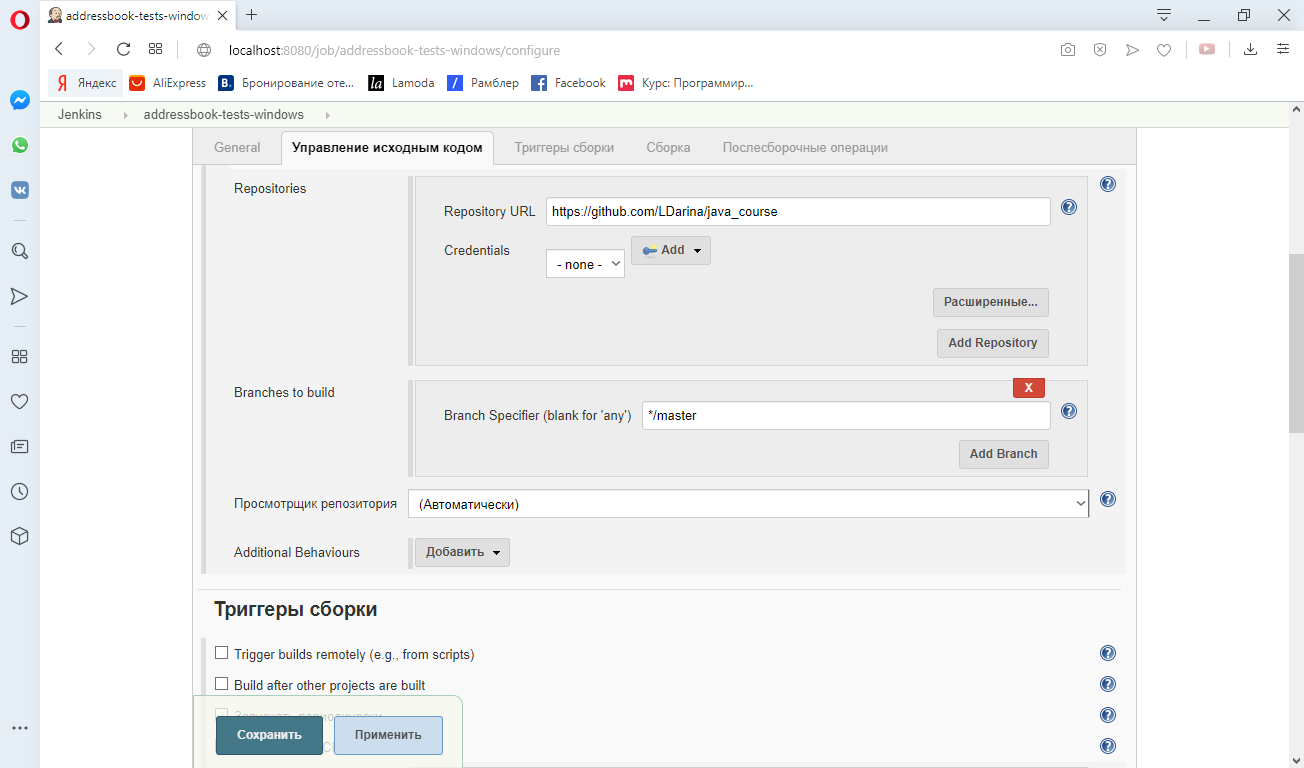 addressbook-tests-window
localhost:8080/job/addressbook-tests-windows/configure
Яндекс AliExpress B. Бронирование оте... la Lamoda Рамблер Facebook Курс: Программир...
Jenkins addressbook-tests-windows
General Управление исходным кодом Триггеры сборки Сборка Послесборочные операции
Repositories
Repository URL https://github.com/LDarina/java_course
Credentials - none - Add
Расширенные...
Add Repository
Branches to build X
Branch Specifier (blank for 'any') */master
Add Branch
Просмотрщик репозитория (Автоматически)
Additional Behaviours Добавить
Триггеры сборки
Trigger builds remotely (e.g., from scripts)
Build after other projects are built
Запускать периодически
Сохранить Применить